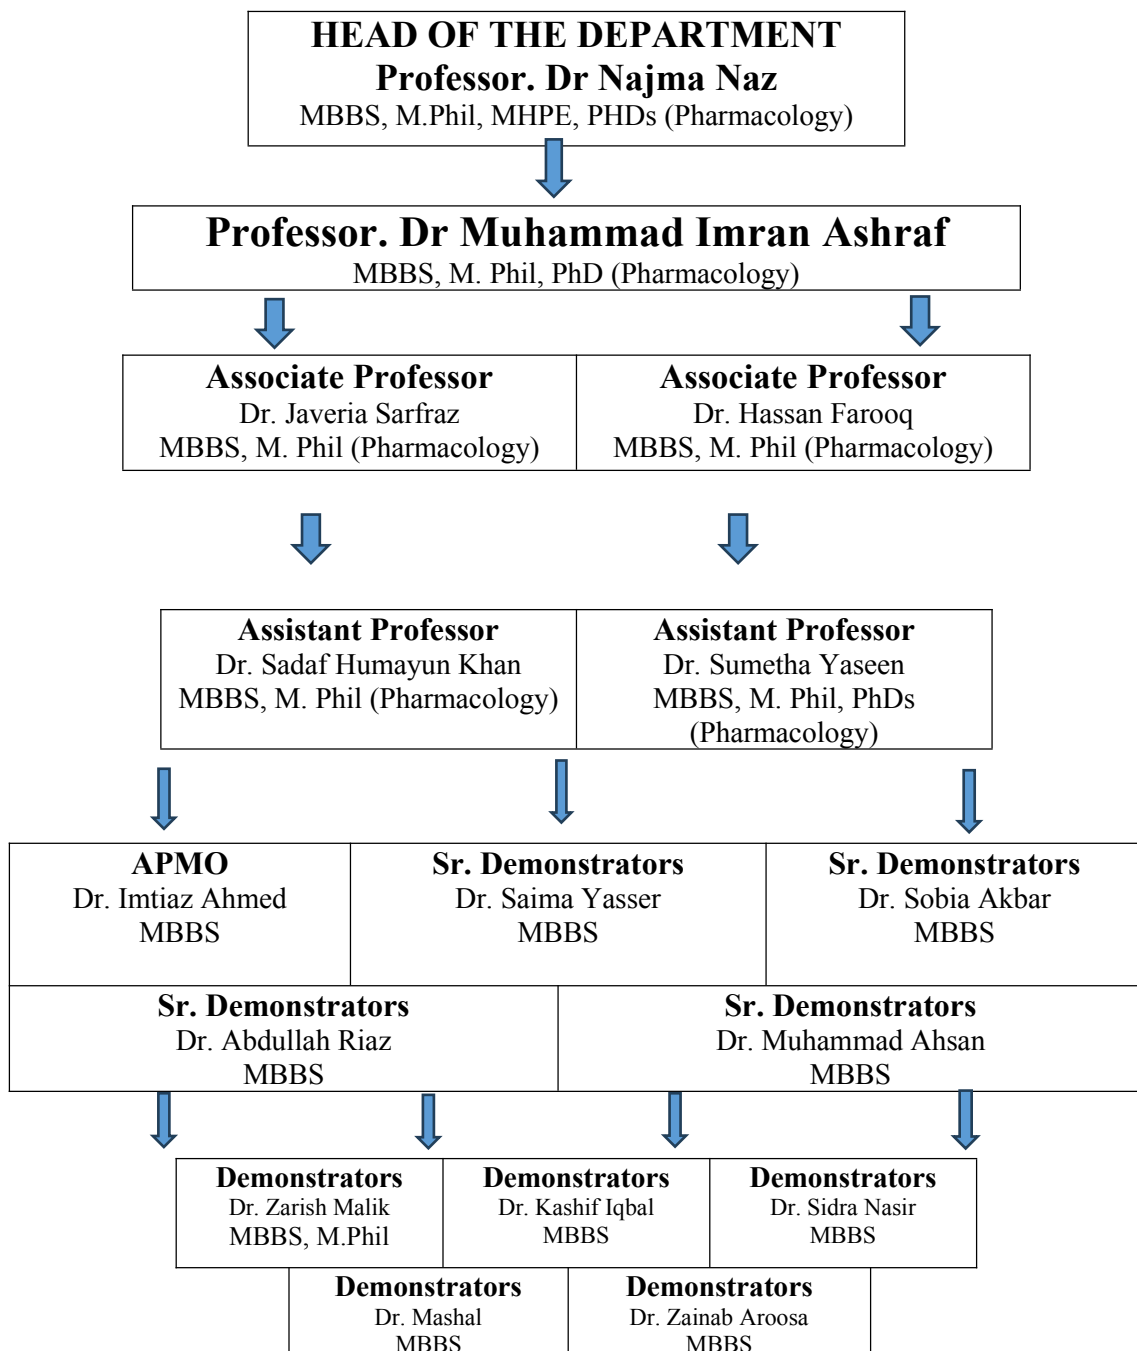 HEAD OF THE DEPARTMENT
Professor. Dr Najma Naz
MBBS, M.Phil, MHPE, PHDs (Pharmacology)
Professor. Dr Muhammad Imran Ashraf
MBBS, M. Phil, PhD (Pharmacology)
Associate Professor
Dr. Javeria Sarfraz
MBBS, M. Phil (Pharmacology)
Associate Professor
Dr. Hassan Farooq
MBBS, M. Phil (Pharmacology)
Assistant Professor
Dr. Sadaf Humayun Khan
MBBS, M. Phil (Pharmacology)
Assistant Professor
Dr. Sumetha Yaseen
MBBS, M. Phil, PhDs
(Pharmacology)
APMO
Dr. Imtiaz Ahmed
MBBS
Sr. Demonstrators
Dr. Saima Yasser
MBBS
Sr. Demonstrators
Dr. Sobia Akbar
MBBS
Sr. Demonstrators
Dr. Abdullah Riaz
MBBS
Sr. Demonstrators
Dr. Muhammad Ahsan
MBBS
Demonstrators
Dr. Zarish Malik
MBBS, M.Phil
Demonstrators
Dr. Kashif Iqbal
MBBS
Demonstrators
Dr. Sidra Nasir
MBBS
Demonstrators
Dr. Mashal
MBBS
Demonstrators
Dr. Zainab Aroosa
MBBS